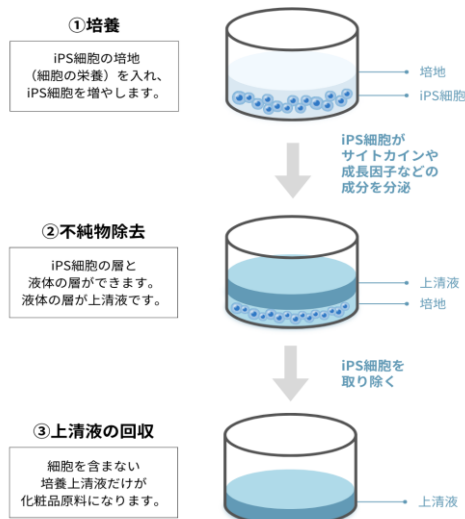 ①培養
iPS細胞の培地
（細胞の栄養）を入れ、
iPS細胞を増やします。
培地
iPS細胞
iPS細胞が
サイトカインや
成長因子などの
成分を分泌
②不純物除去
iPS細胞の層と
液体の層ができます。
液体の層が上清液です。
上清液
培地
iPS細胞を
取り除く
③上清液の回収
細胞を含まない
培養上清液だけが
化粧品原料になります。
上清液